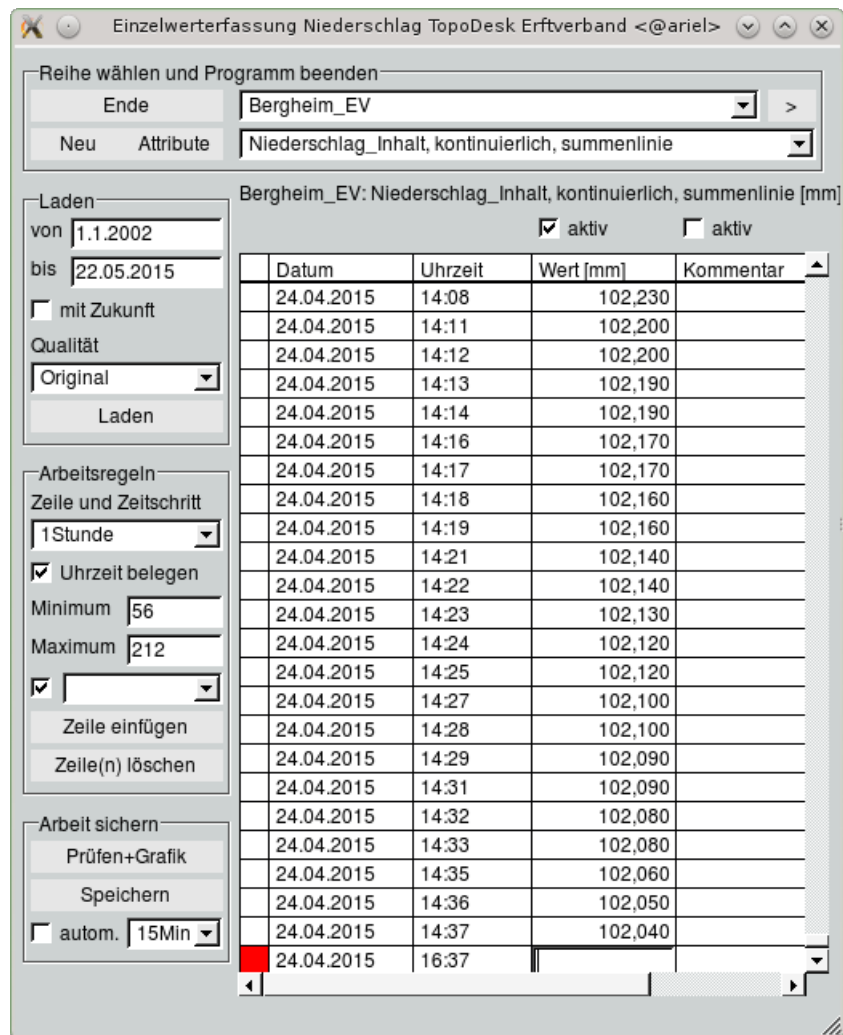 Einzelwerterfassung Niederschlag TopoDesk Erftverband <@ariel>
Reihe wählen und Programm beenden
Ende Bergheim_EV >
Neu Attribute Niederschlag_Inhalt, kontinuierlich, summenlinie
Laden
von 1.1.2002
bis 22.05.2015
mit Zukunft
Qualität
Original
Laden
Arbeitsregeln
Zeile und Zeitschritt
1Stunde
Uhrzeit belegen
Minimum 56
Maximum 212
Zeile einfügen
Zeile(n) löschen
Arbeit sichern
Prüfen+Grafik
Speichern
autom. 15Min
Bergheim_EV: Niederschlag_Inhalt, kontinuierlich, summenlinie [mm]
aktiv aktiv
Datum Uhrzeit Wert [mm] Kommentar
24.04.2015 14:08 102,230
24.04.2015 14:11 102,200
24.04.2015 14:12 102,200
24.04.2015 14:13 102,190
24.04.2015 14:14 102,190
24.04.2015 14:16 102,170
24.04.2015 14:17 102,170
24.04.2015 14:18 102,160
24.04.2015 14:19 102,160
24.04.2015 14:21 102,140
24.04.2015 14:22 102,140
24.04.2015 14:23 102,130
24.04.2015 14:24 102,120
24.04.2015 14:25 102,120
24.04.2015 14:27 102,100
24.04.2015 14:28 102,100
24.04.2015 14:29 102,090
24.04.2015 14:31 102,090
24.04.2015 14:32 102,080
24.04.2015 14:33 102,080
24.04.2015 14:35 102,060
24.04.2015 14:36 102,050
24.04.2015 14:37 102,040
24.04.2015 16:37